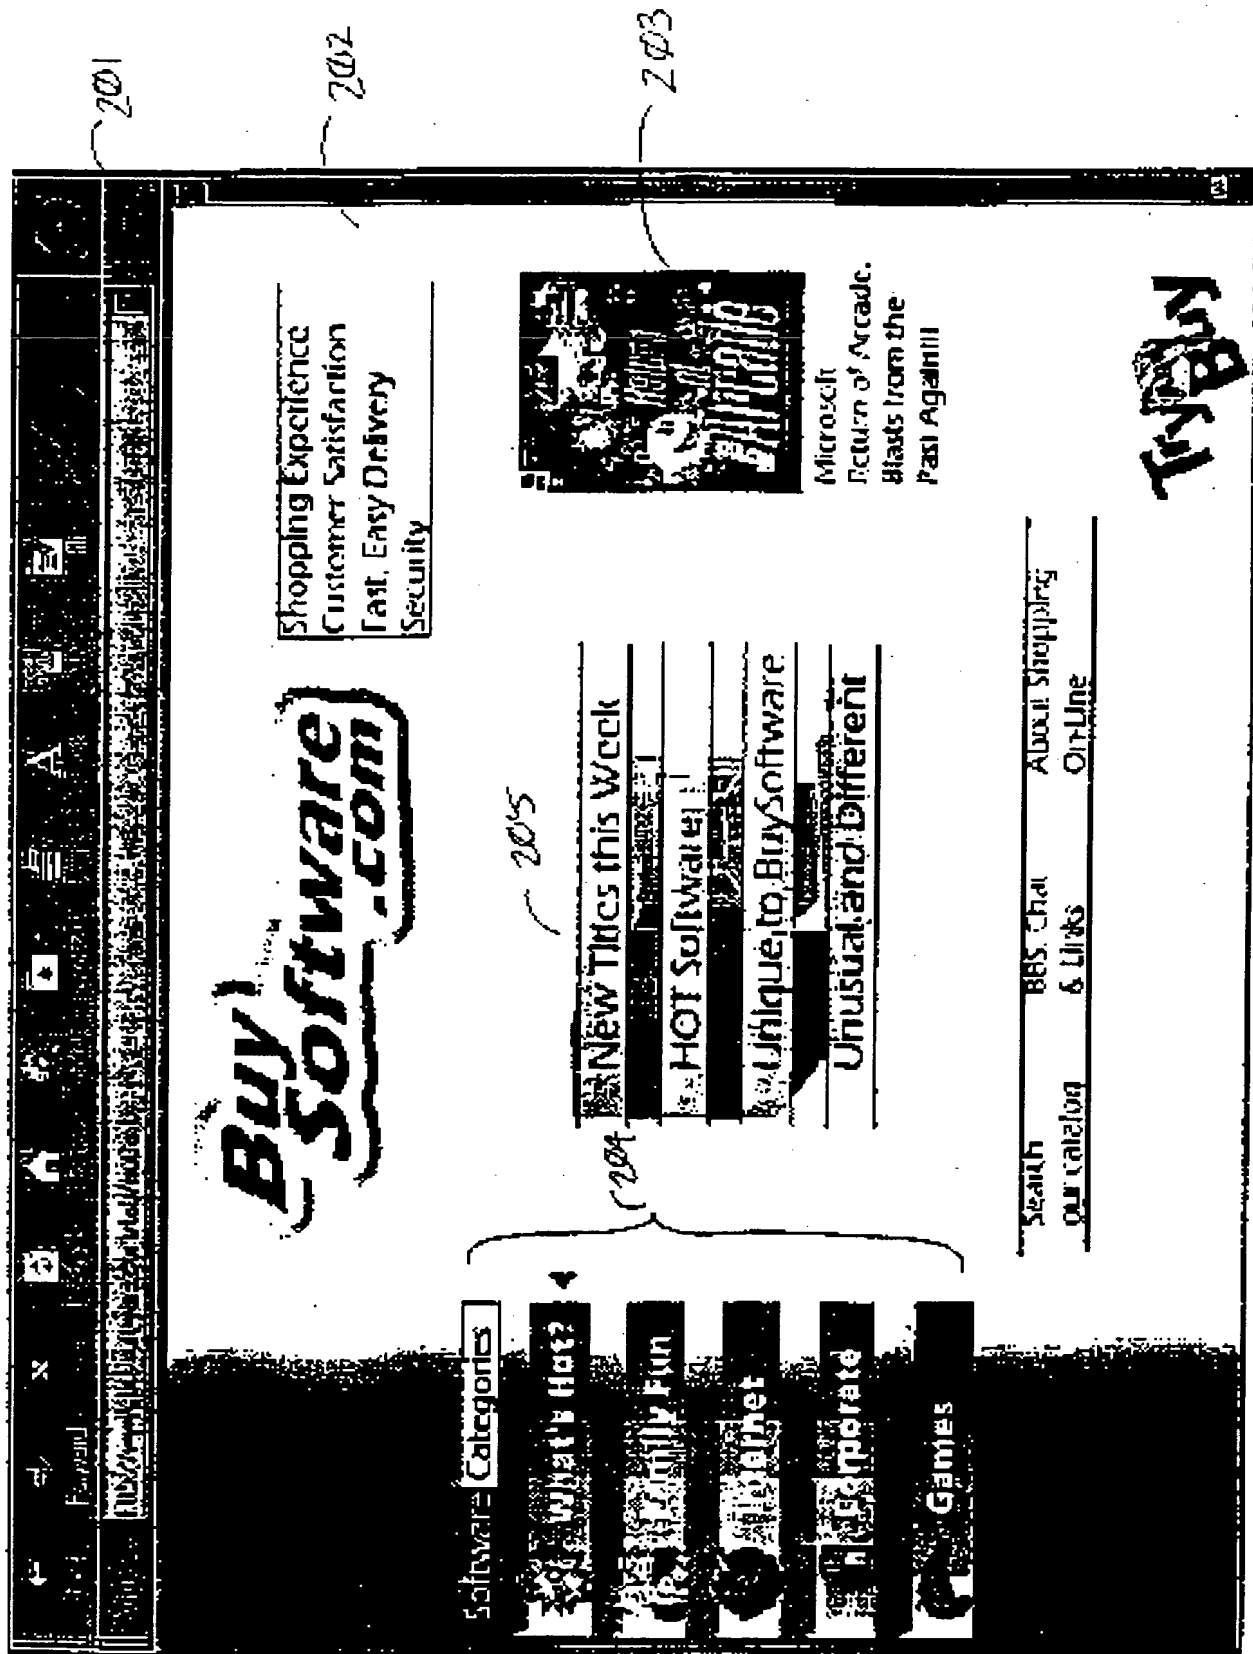 201
202
203
204
205
Forward
Buy
Software
.com
Shopping Experience
Customer Satisfaction
Fast, Easy Delivery
Security
Software Categories
What's Hot?
Family Fun
Corporate
Games
New Titles this Week
HOT Software
Unique to BuySoftware
Unusual and Different
Microsoft
Return of Arcade.
Blasts from the
Past Again!!!
Search
our catalog
BBS, Chat
& Links
About Shopping
On-Line
Try
Buy